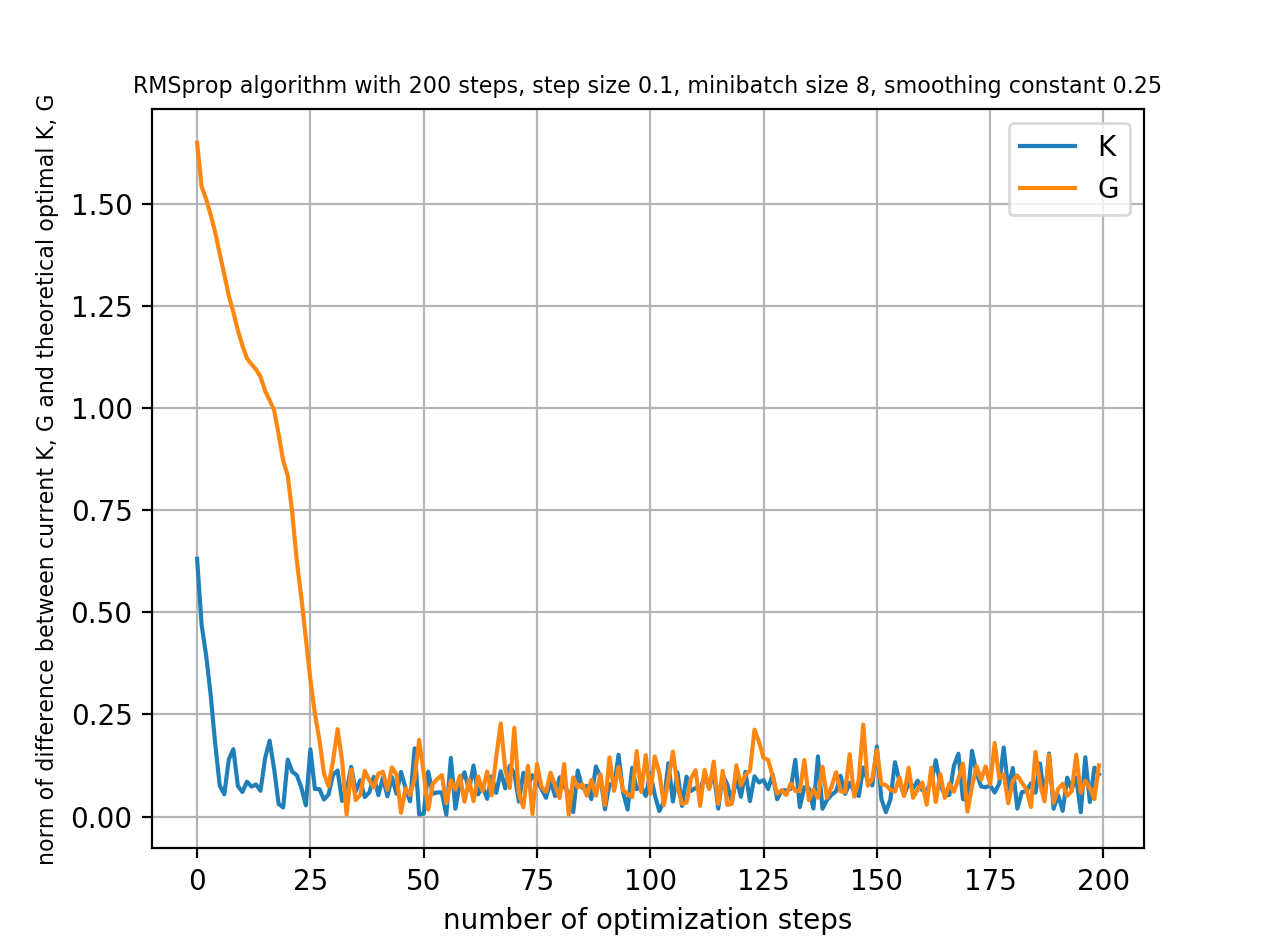 RMSprop algorithm with 200 steps, step size 0.1, minibatch size 8, smoothing constant 0.25
norm of difference between current K, G and theoretical optimal K, G
K
G
1.50
1.25
1.00
0.75
0.50
0.25
0.00
0 25 50 75 100 125 150 175 200
number of optimization steps